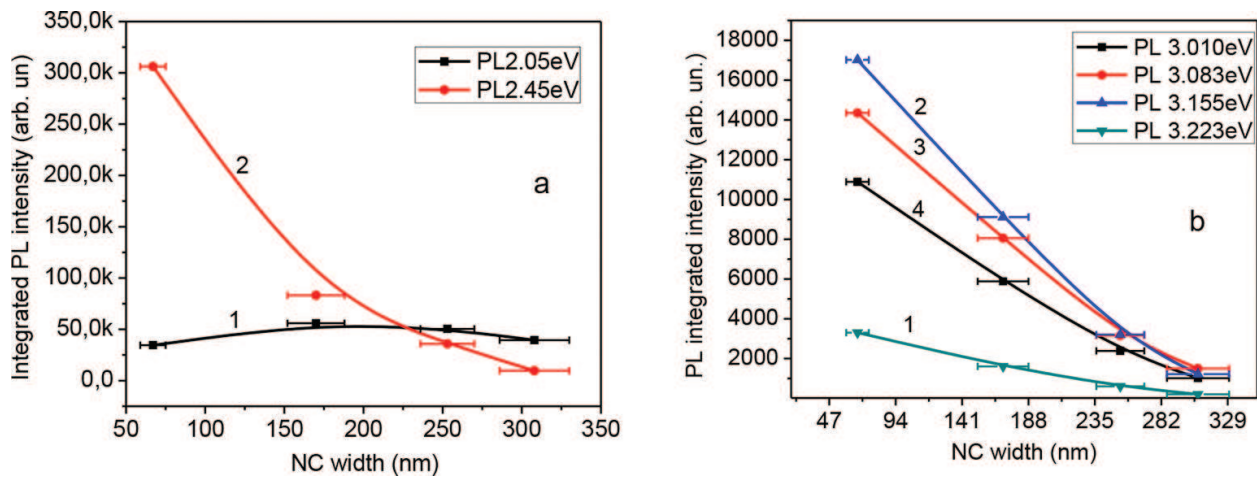 350,0k
300,0k
250,0k
200,0k
150,0k
100,0k
50,0k
0,0
Integrated PL intensity (arb. un)
PL2.05eV
PL2.45eV
2
1
a
50 100 150 200 250 300 350
NC width (nm)
18000
16000
14000
12000
10000
8000
6000
4000
2000
PL integrated intensity (arb. un.)
PL 3.010eV
PL 3.083eV
PL 3.155eV
PL 3.223eV
2
3
4
1
b
47 94 141 188 235 282 329
NC width (nm)